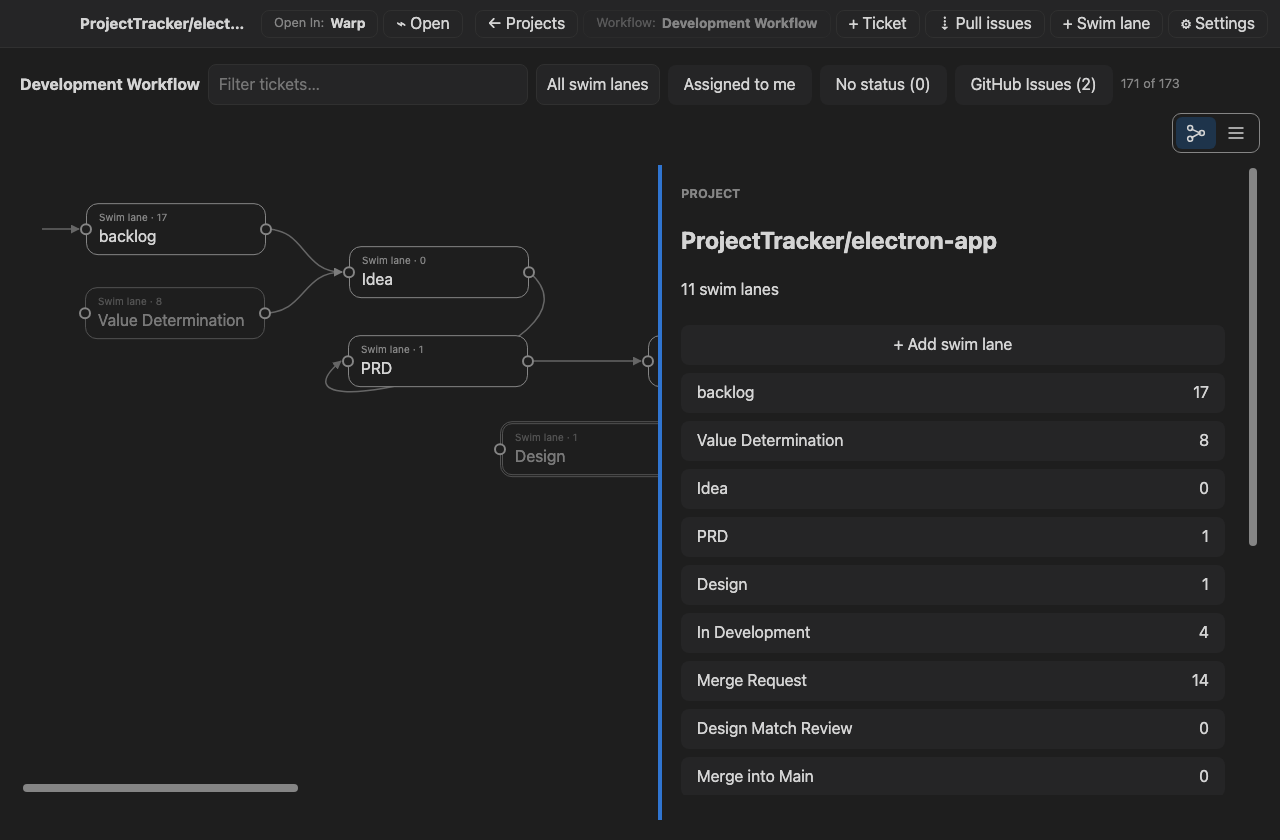 ProjectTracker/elect...
Open In: Warp
Open
← Projects
Workflow: Development Workflow
+ Ticket
⇣ Pull issues
+ Swim lane
⚙ Settings
Development Workflow
Filter tickets...
All swim lanes
Assigned to me
No status (0)
GitHub Issues (2)
171 of 173
Swim lane · 17
backlog
Swim lane · 8
Value Determination
Swim lane · 0
Idea
Swim lane · 1
PRD
Swim lane · 1
Design
PROJECT
ProjectTracker/electron-app
11 swim lanes
+ Add swim lane
backlog 17
Value Determination 8
Idea 0
PRD 1
Design 1
In Development 4
Merge Request 14
Design Match Review 0
Merge into Main 0